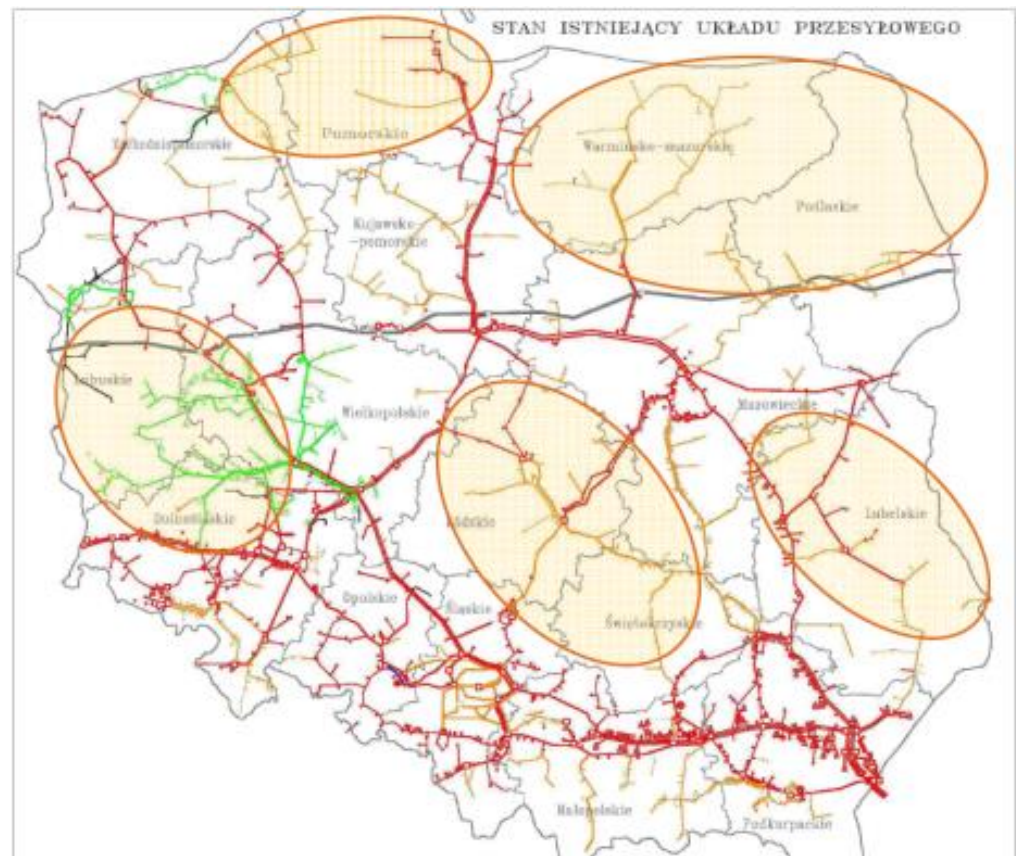 STAN ISTNIEJĄCY UKŁADU PRZESYŁOWEGO
Pomorskie
Zachodniopomorskie
Warmińsko-mazurskie
Podlaskie
Kujawsko-
-pomorskie
Lubuskie
Wielkopolskie
Mazowieckie
Dolnośląskie
Łódzkie
Lubelskie
Opolskie
Śląskie
Świętokrzyskie
Małopolskie
Podkarpackie